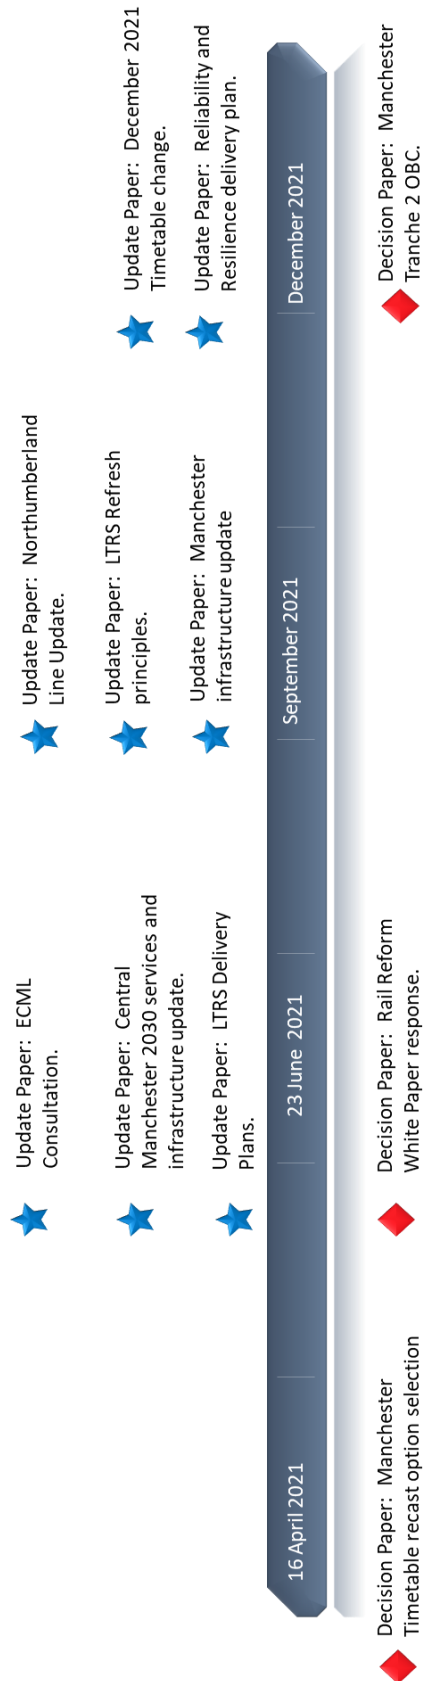 Update Paper: ECML
Consultation.
Update Paper: Central
Manchester 2030 services and
infrastructure update.
Update Paper: LTRS Delivery
Plans.
Update Paper: Northumberland
Line Update.
Update Paper: LTRS Refresh
principles.
Update Paper: Manchester
infrastructure update
Update Paper: December 2021
Timetable change.
Update Paper: Reliability and
Resilience delivery plan.
16 April 2021
23 June 2021
September 2021
December 2021
Decision Paper: Manchester
Timetable recast option selection
Decision Paper: Rail Reform
White Paper response.
Decision Paper: Manchester
Tranche 2 OBC.